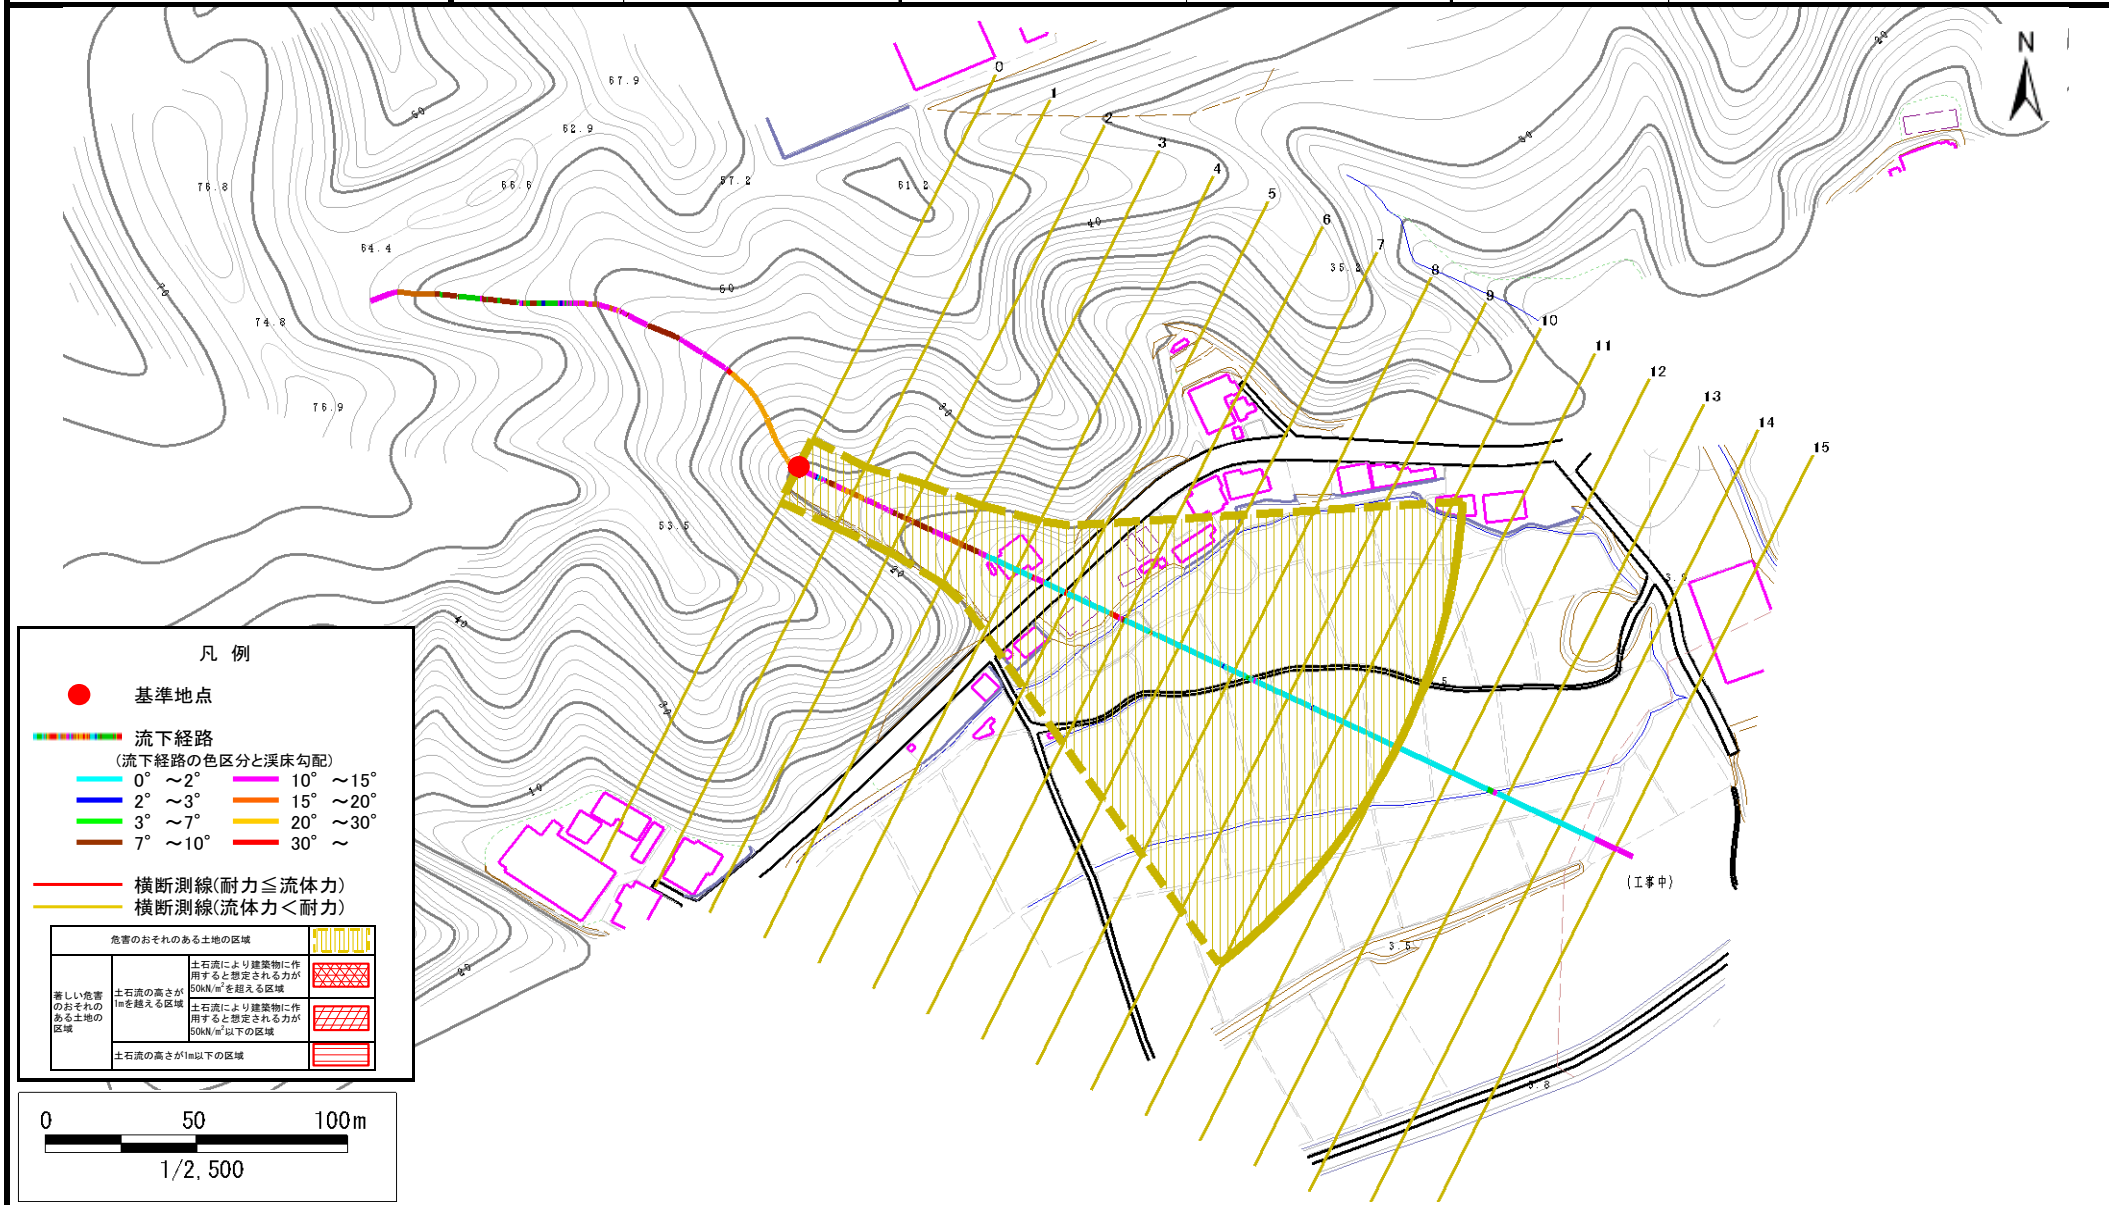 N
0
1
2
3
4
5
6
7
8
9
10
11
12
13
14
15
67.9
62.9
76.8
66.6
57.2
61.2
64.4
40
35.2
60
74.8
76.9
53.5
3.8
(工事中)
3.5
凡 例
基準地点
流下経路
(流下経路の色区分と渓床勾配)
0° ～2°
10° ～15°
2° ～3°
15° ～20°
3° ～7°
20° ～30°
7° ～10°
30° ～
横断測線(耐力≦流体力)
横断測線(流体力<耐力)
危害のおそれのある土地の区域
著しい危害
のおそれの
ある土地の
区域
土石流の高さが
1mを越える区域
土石流により建築物に作
用すると想定される力が
50kN/m²を超える区域
土石流により建築物に作
用すると想定される力が
50kN/m²以下の区域
土石流の高さが1m以下の区域
0 50 100m
1/2,500